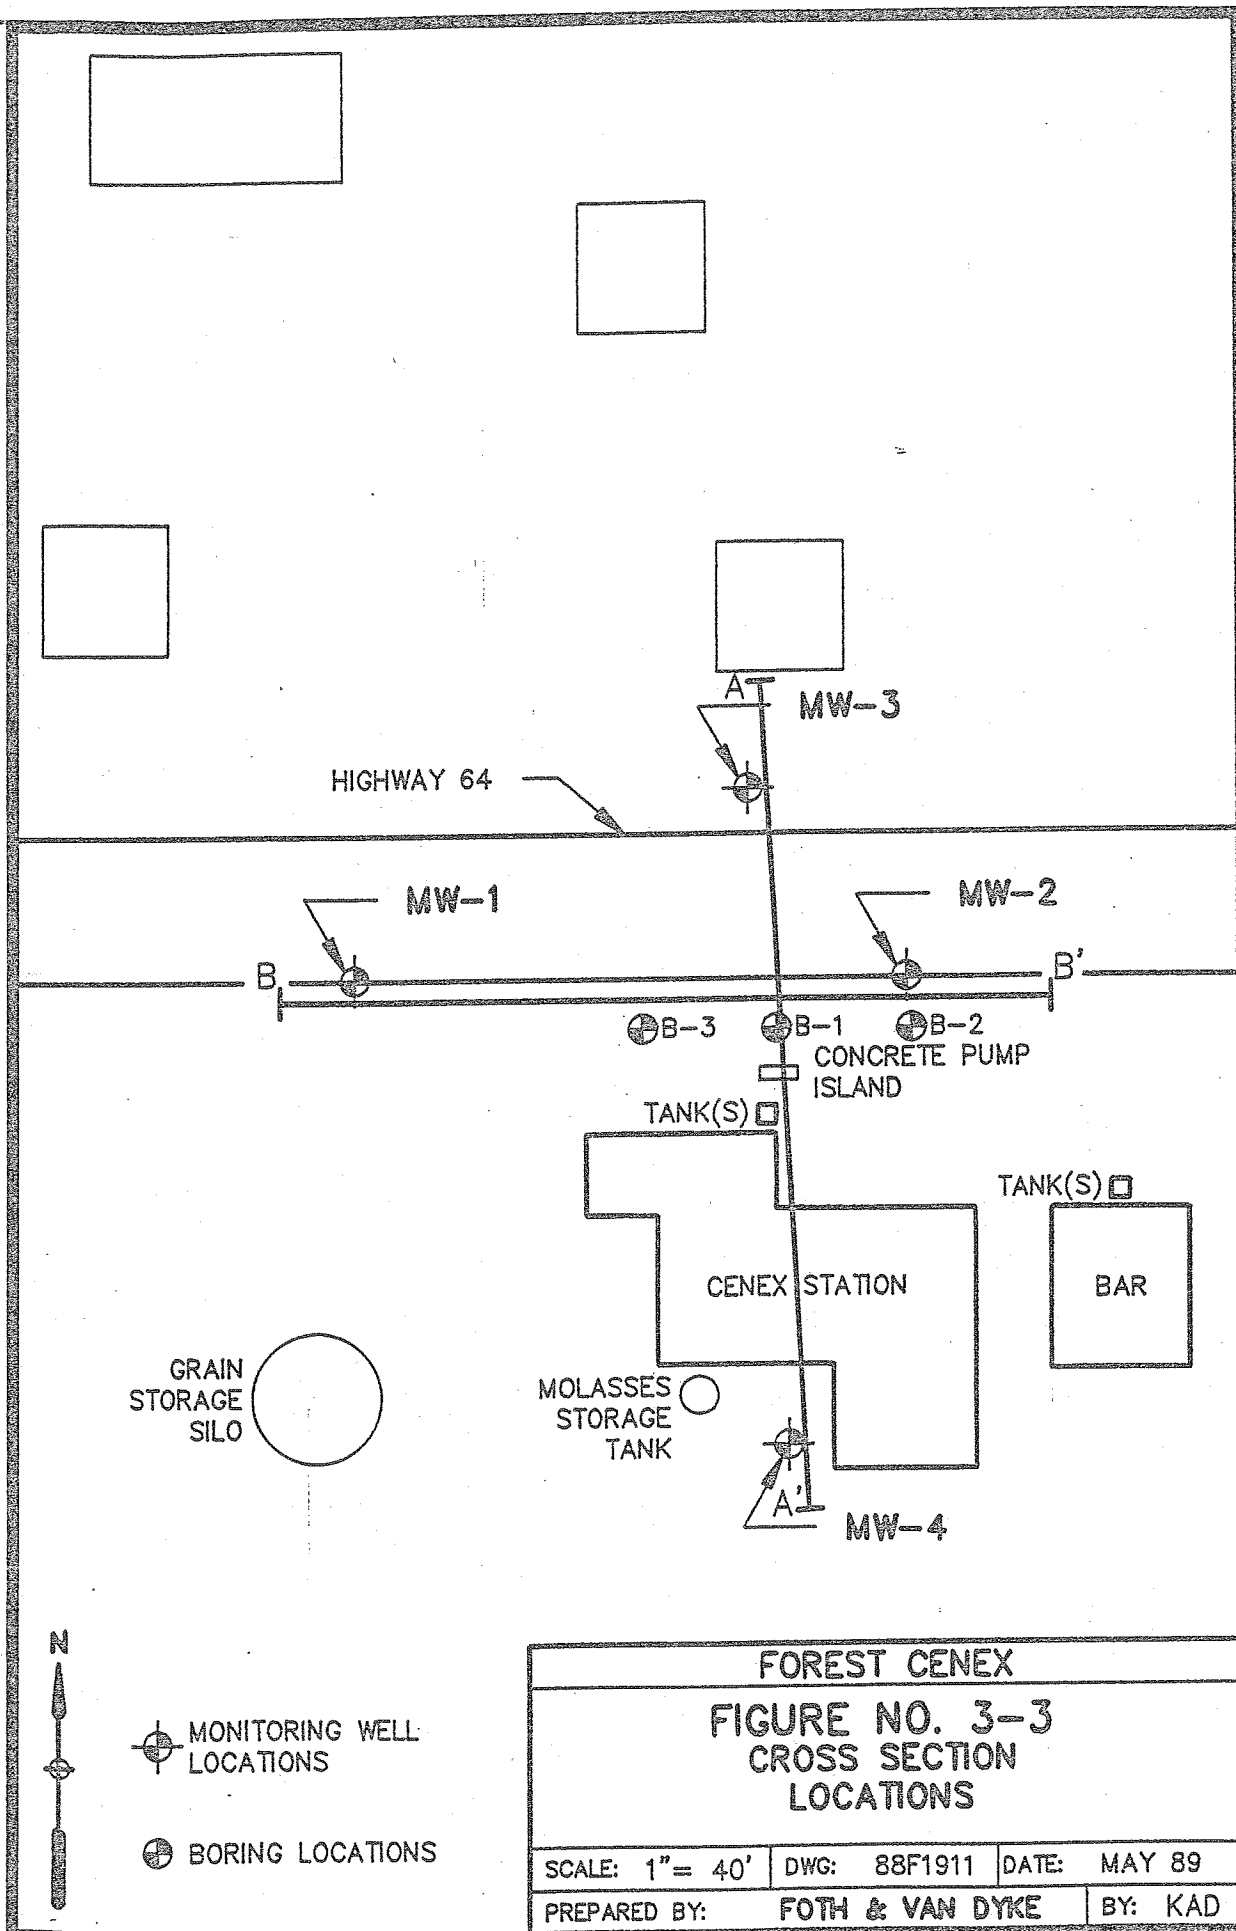 A
MW-3
HIGHWAY 64
MW-1
MW-2
B
B'
B-3
B-1
B-2
CONCRETE PUMP
ISLAND
TANK(S)
TANK(S)
CENEX STATION
BAR
GRAIN
STORAGE
SILO
MOLASSES
STORAGE
TANK
A'
MW-4
N
MONITORING WELL
LOCATIONS
BORING LOCATIONS
FOREST CENEX
FIGURE NO. 3-3
CROSS SECTION
LOCATIONS
SCALE: 1"= 40'
DWG: 88F1911
DATE: MAY 89
PREPARED BY: FOTH & VAN DYKE
BY: KAD